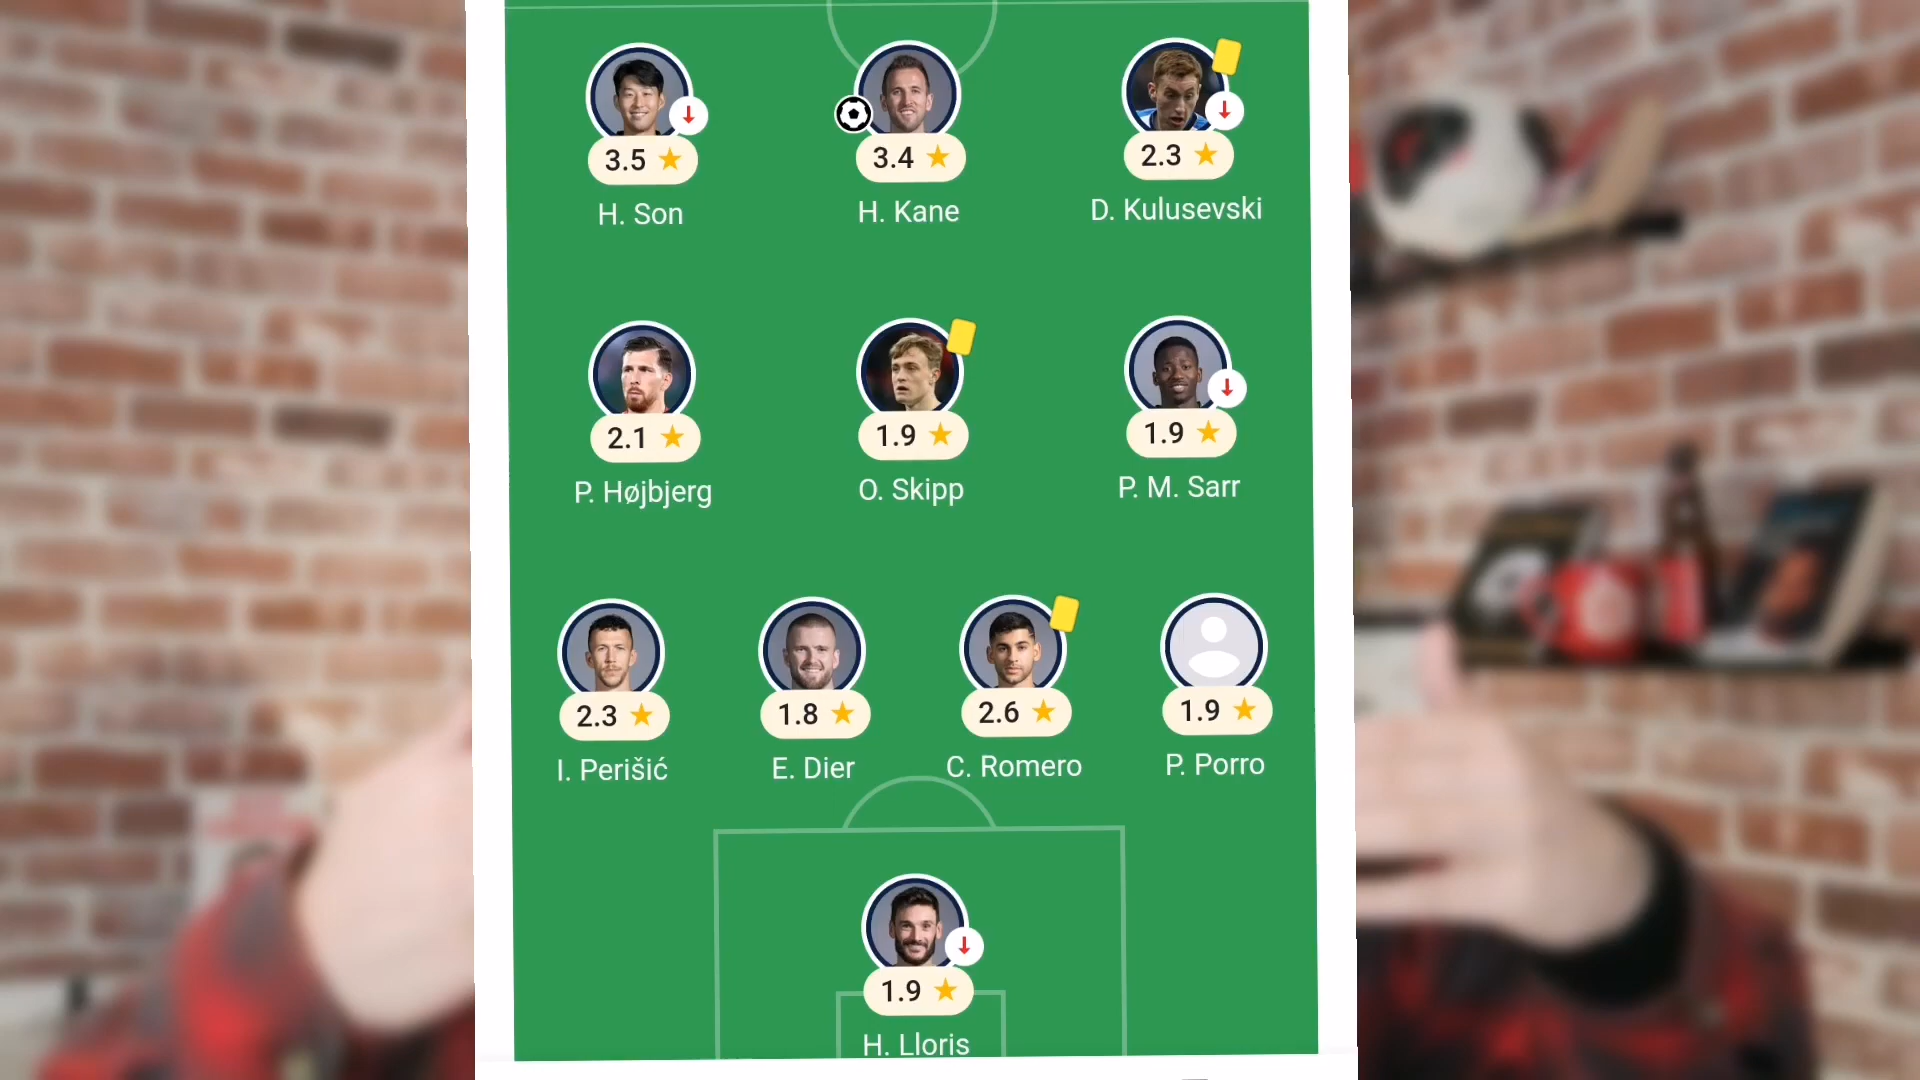 3.5 3.4 2.3
H. Son H. Kane D. Kulusevski
2.1 1.9 1.9
P. Højbjerg O. Skipp P. M. Sarr
2.3 1.8 2.6 1.9
I. Perišić E. Dier C. Romero P. Porro
1.9
H. Lloris